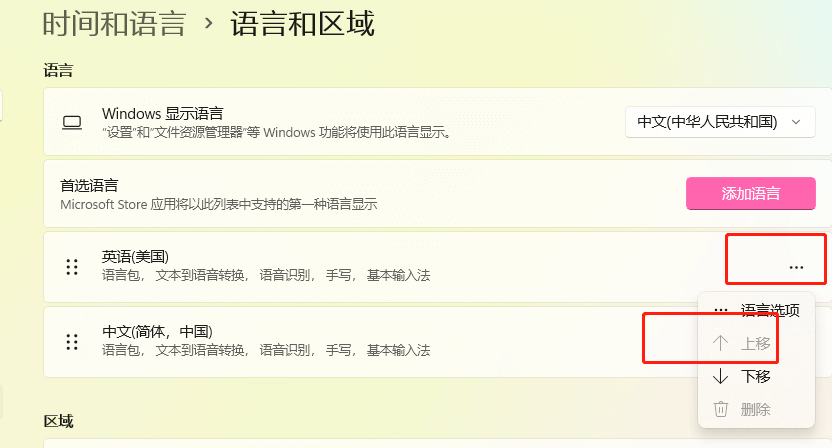 时间和语言 › 语言和区域
语言
Windows 显示语言
“设置”和“文件资源管理器”等 Windows 功能将使用此语言显示。
中文(中华人民共和国)
首选语言
Microsoft Store 应用将以此列表中支持的第一种语言显示
添加语言
英语(美国)
语言包， 文本到语音转换， 语音识别， 手写， 基本输入法
语言选项
中文(简体，中国)
语言包， 文本到语音转换， 语音识别， 手写， 基本输入法
上移
下移
删除
区域